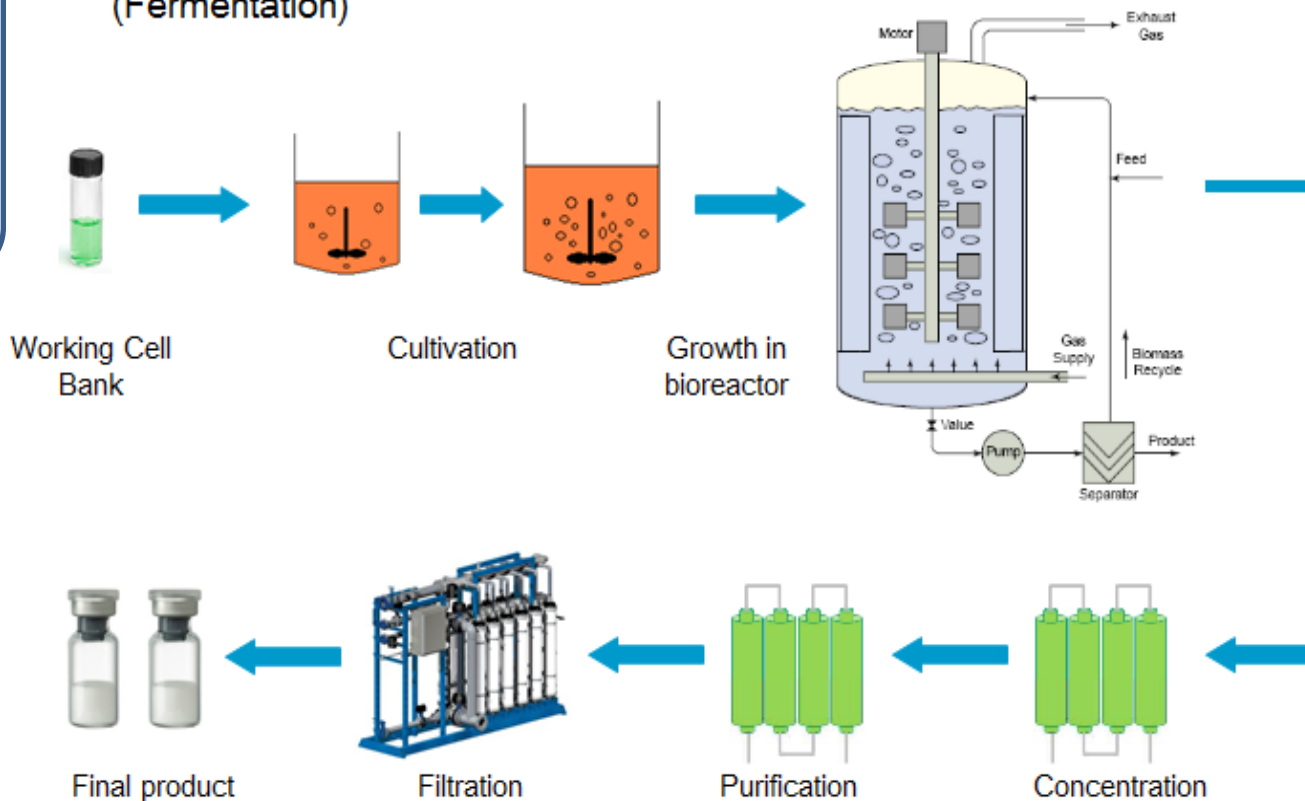 (Fermentation)
Motor
Exhaust
Gas
Feed
Working Cell
Bank
Cultivation
Growth in
bioreactor
Gas
Supply
Biomass
Recycle
Value
Pump
Product
Separator
Final product
Filtration
Purification
Concentration